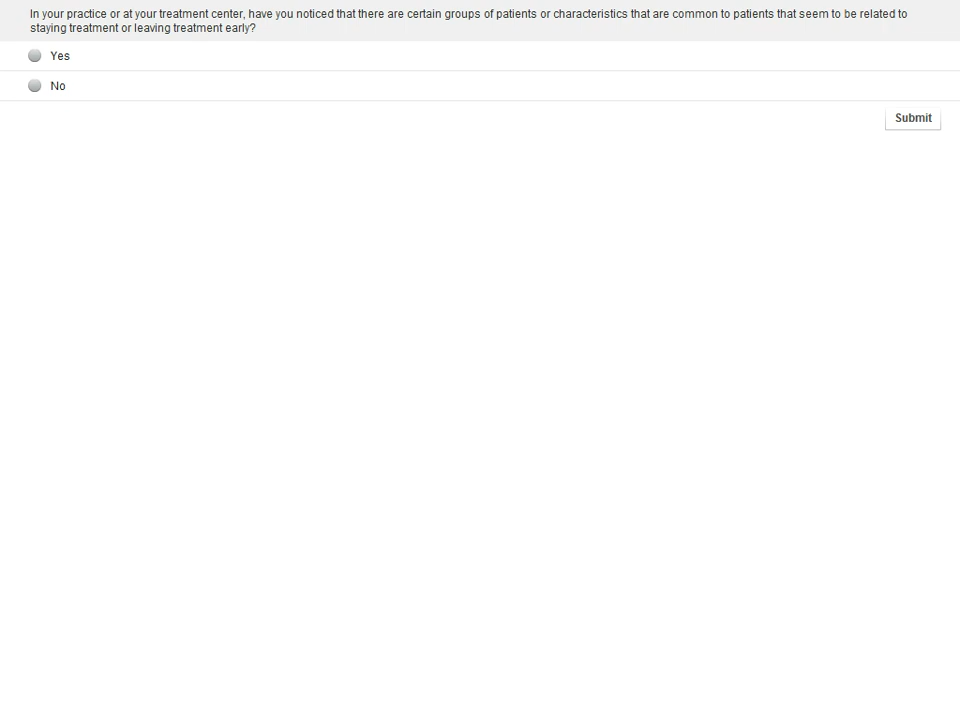 In your practice or at your treatment center, have you noticed that there are certain groups of patients or characteristics that are common to patients that seem to be related to
staying treatment or leaving treatment early?
Yes
No
Submit